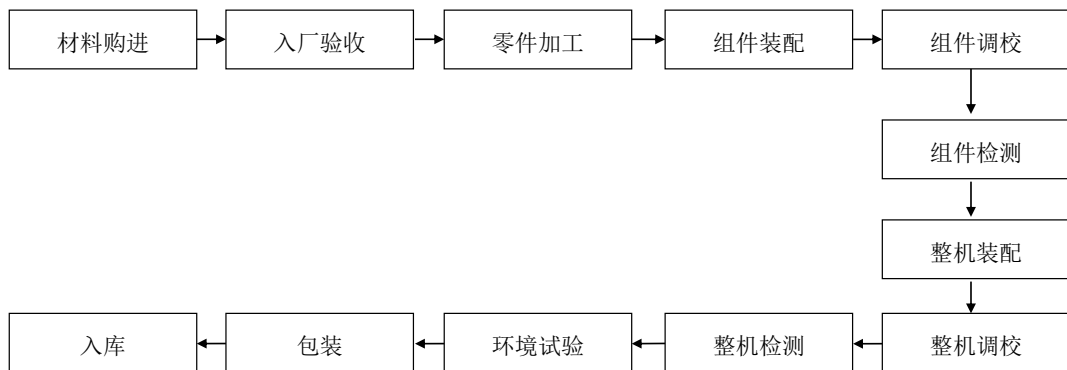 材料购进
入厂验收
零件加工
组件装配
组件调校
组件检测
整机装配
整机调校
整机检测
环境试验
包装
入库